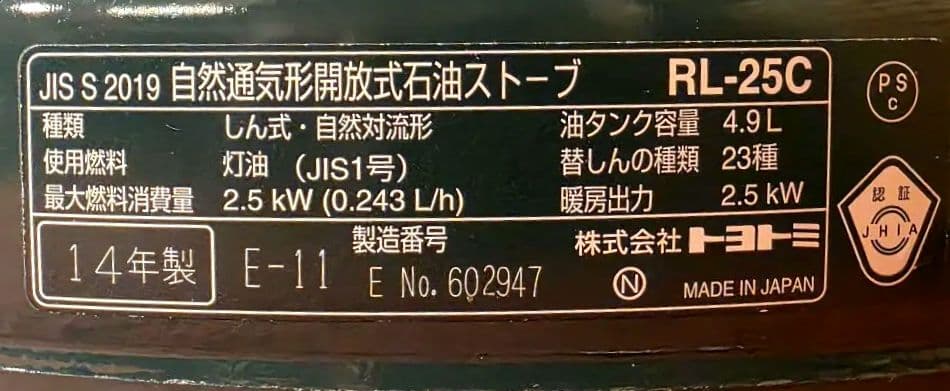 JIS S 2019 自然通気形開放式石油ストーブ RL-25C
種類 しん式・自然対流形 油タンク容量 4.9L
使用燃料 灯油 (JIS1号) 替しんの種類 23種
最大燃料消費量 2.5 kW (0.243 L/h) 暖房出力 2.5 kW
14年製 E-11 製造番号 E No. 602947 株式会社 トヨトミ
N MADE IN JAPAN
PS
C
認証
JHIA